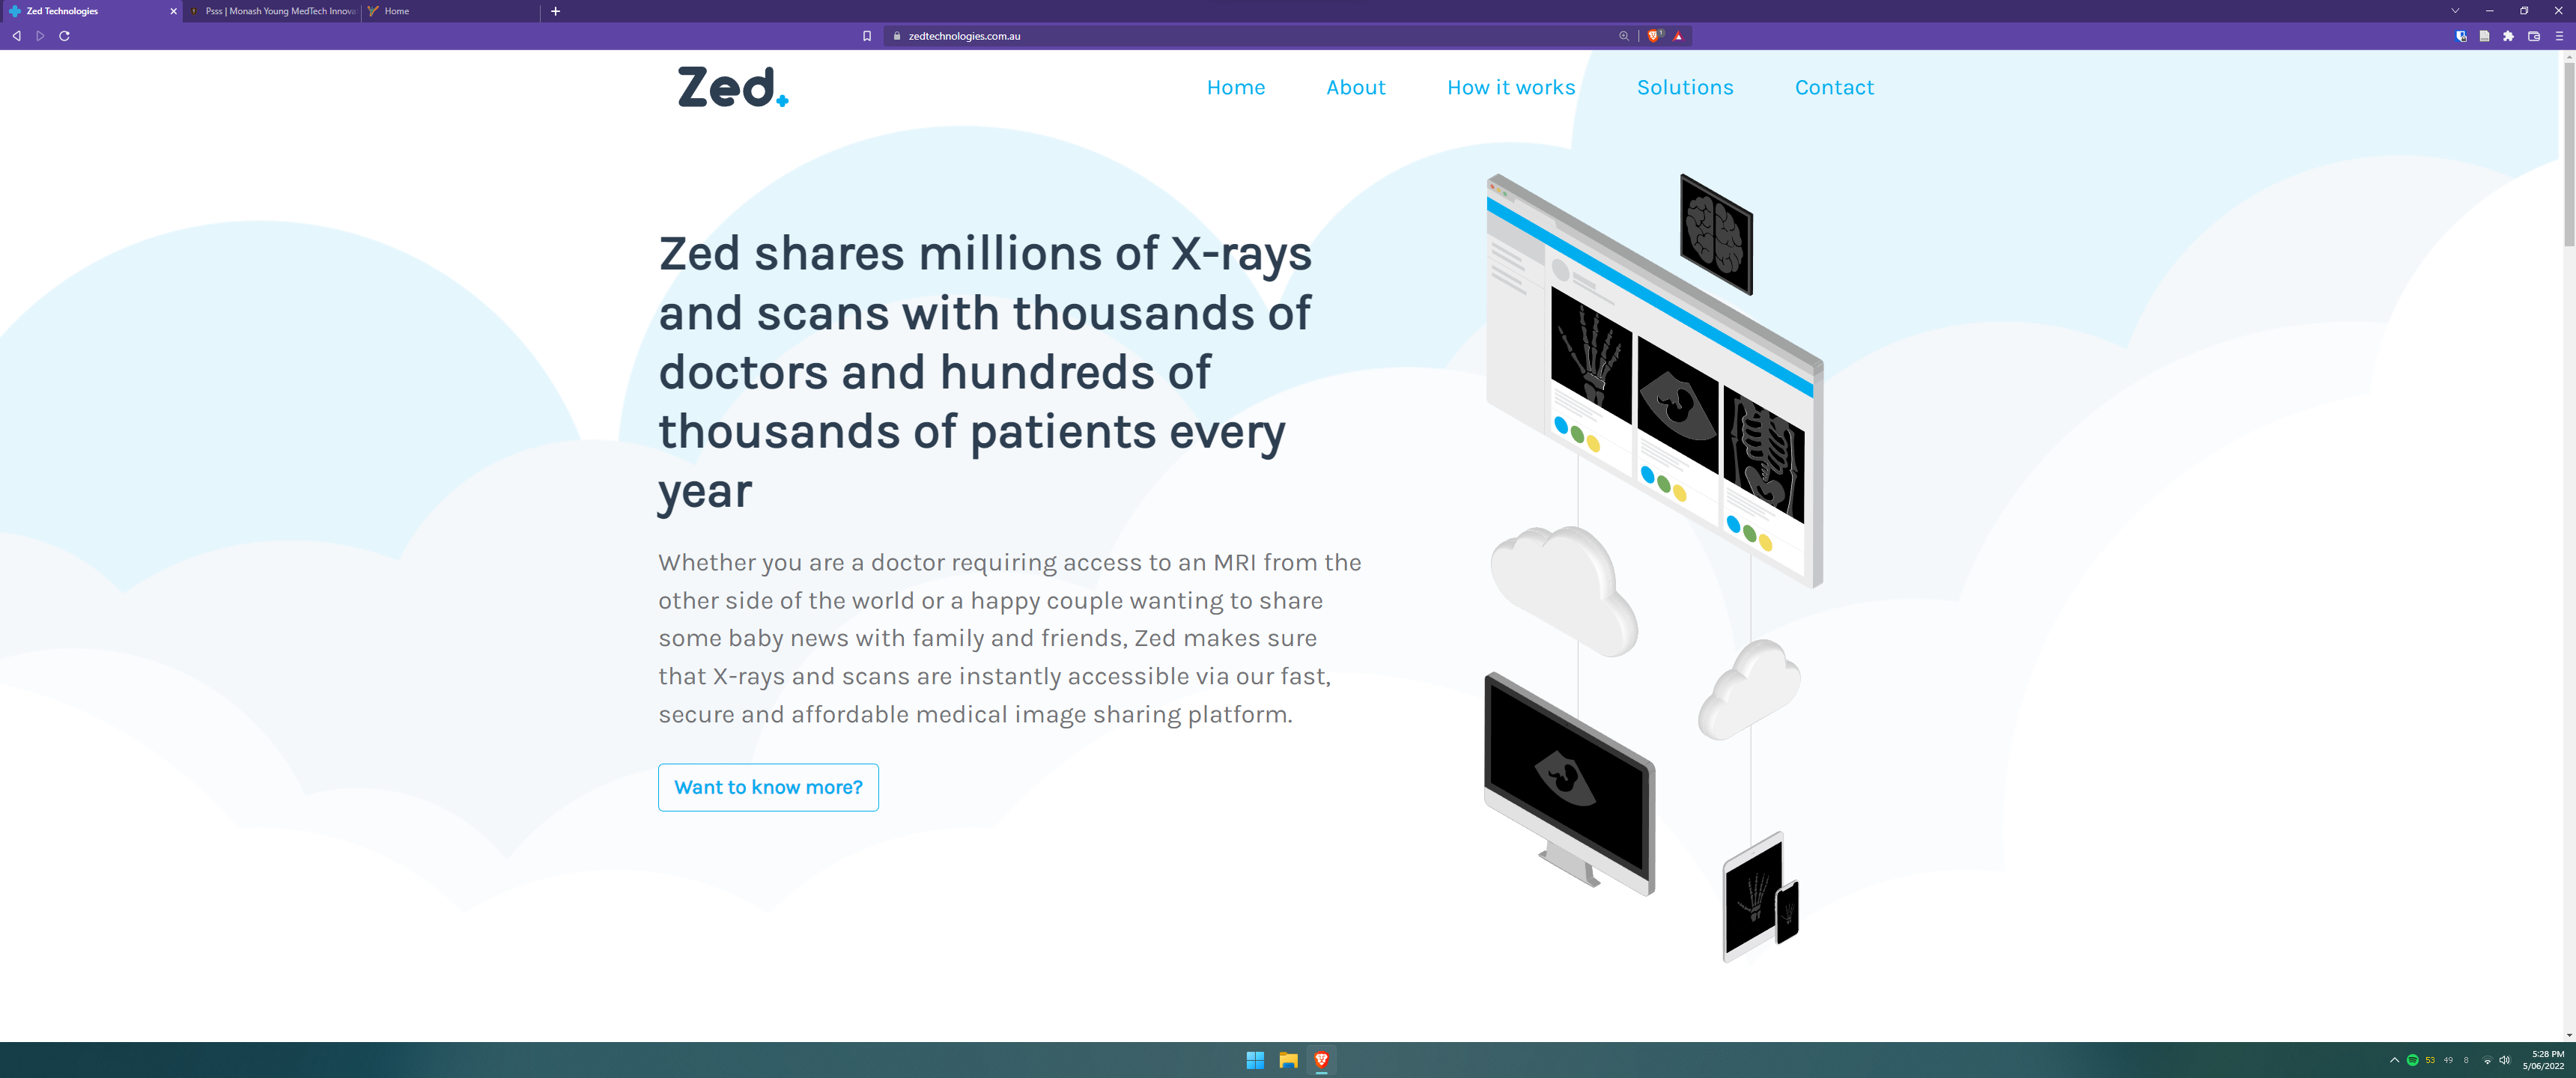 Zed Technologies
Psss | Monash Young MedTech Innova
Home
zedtechnologies.com.au
Zed
Home
About
How it works
Solutions
Contact
Zed shares millions of X-rays
and scans with thousands of
doctors and hundreds of
thousands of patients every
year
Whether you are a doctor requiring access to an MRI from the
other side of the world or a happy couple wanting to share
some baby news with family and friends, Zed makes sure
that X-rays and scans are instantly accessible via our fast,
secure and affordable medical image sharing platform.
Want to know more?
53
49
8
5:28 PM
5/06/2022